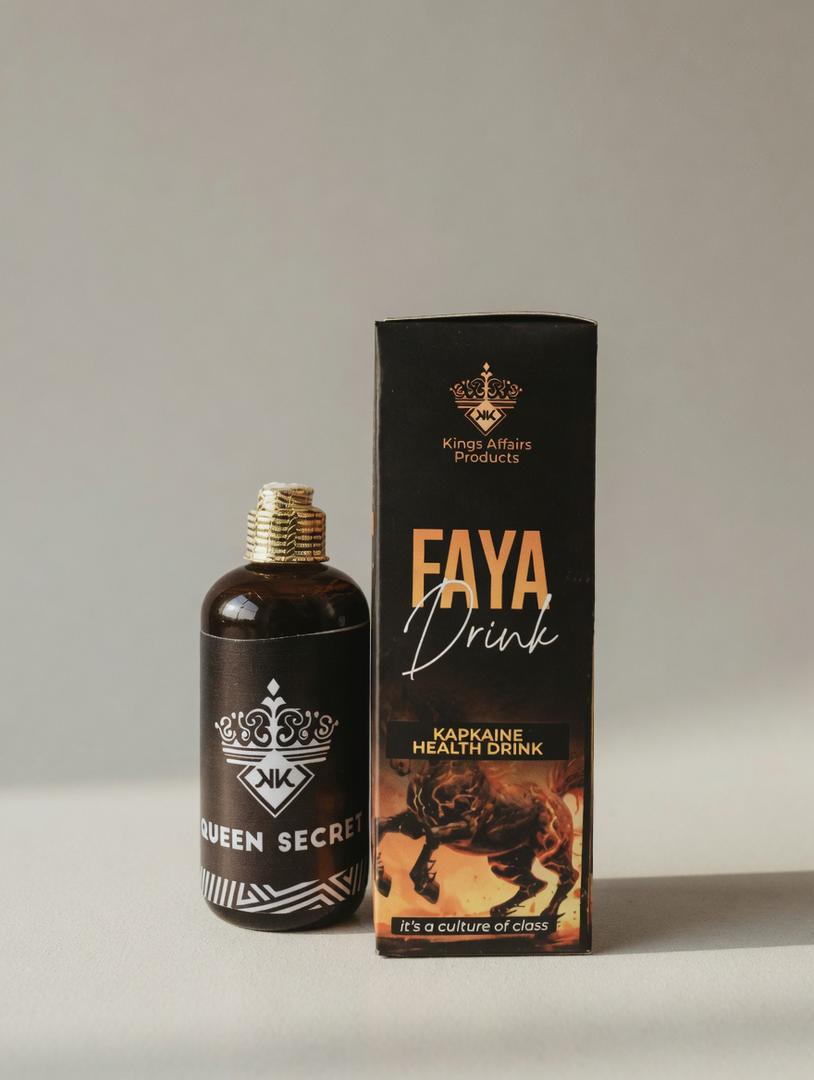 KK
QUEEN SECRET
KK
Kings Affairs
Products
FAYA
Drink
KAPKAINE
HEALTH DRINK
it's a culture of class